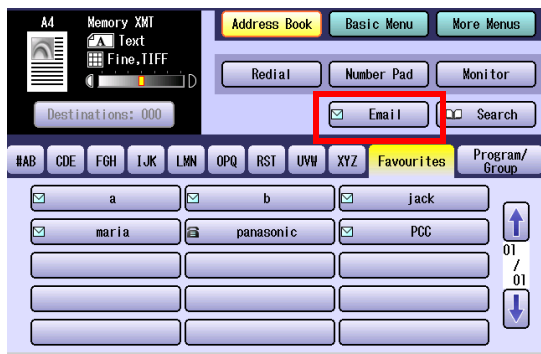 A4 Memory XMT
A Text
Fine,TIFF
D
Destinations: 000
Address Book Basic Menu More Menus
Redial Number Pad Monitor
Email Search
#AB CDE FGH IJK LMN OPQ RST UVW XYZ Favourites Program/
Group
a b jack
maria panasonic PCC
01
/
01